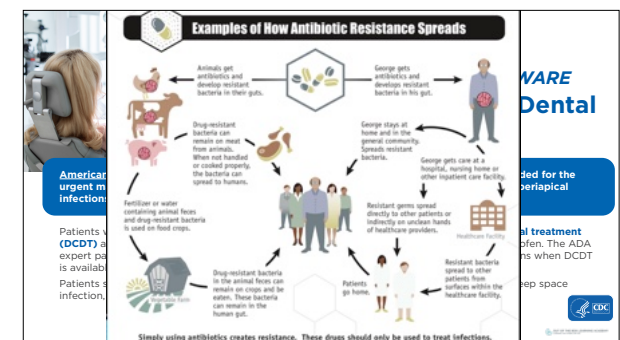 Examples of How Antibiotic Resistance Spreads
Animals get
antibiotics and
develop resistant
bacteria in their guts.
George gets
antibiotics and
develops resistant
bacteria in his gut.
Drug-resistant
bacteria can
remain on meat
from animals.
When not handled
or cooked properly,
the bacteria can
spread to humans.
George stays at
home and in the
general community.
Spreads resistant
bacteria.
George gets care at a
hospital, nursing home or
other inpatient care facility.
Fertilizer or water
containing animal feces
and drug-resistant bacteria
is used on food crops.
Resistant germs spread
directly to other patients or
indirectly on unclean hands
of healthcare providers.
Healthcare Facility
Vegetable Farm
Drug-resistant bacteria
in the animal feces can
remain on crops and be
eaten. These bacteria
can remain in the
human gut.
Patients
go home.
Resistant bacteria
spread to other
patients from
surfaces within the
healthcare facility.
Simply using antibiotics creates resistance. These drugs should only be used to treat infections.
WARE
Dental
American
urgent m
infections
ded for the
periapical
Patients
al treatment
(DCDT) a
ofen. The ADA
expert pa
ns when DCDT
is availabl
Patients s
eep space
infection,
CDC